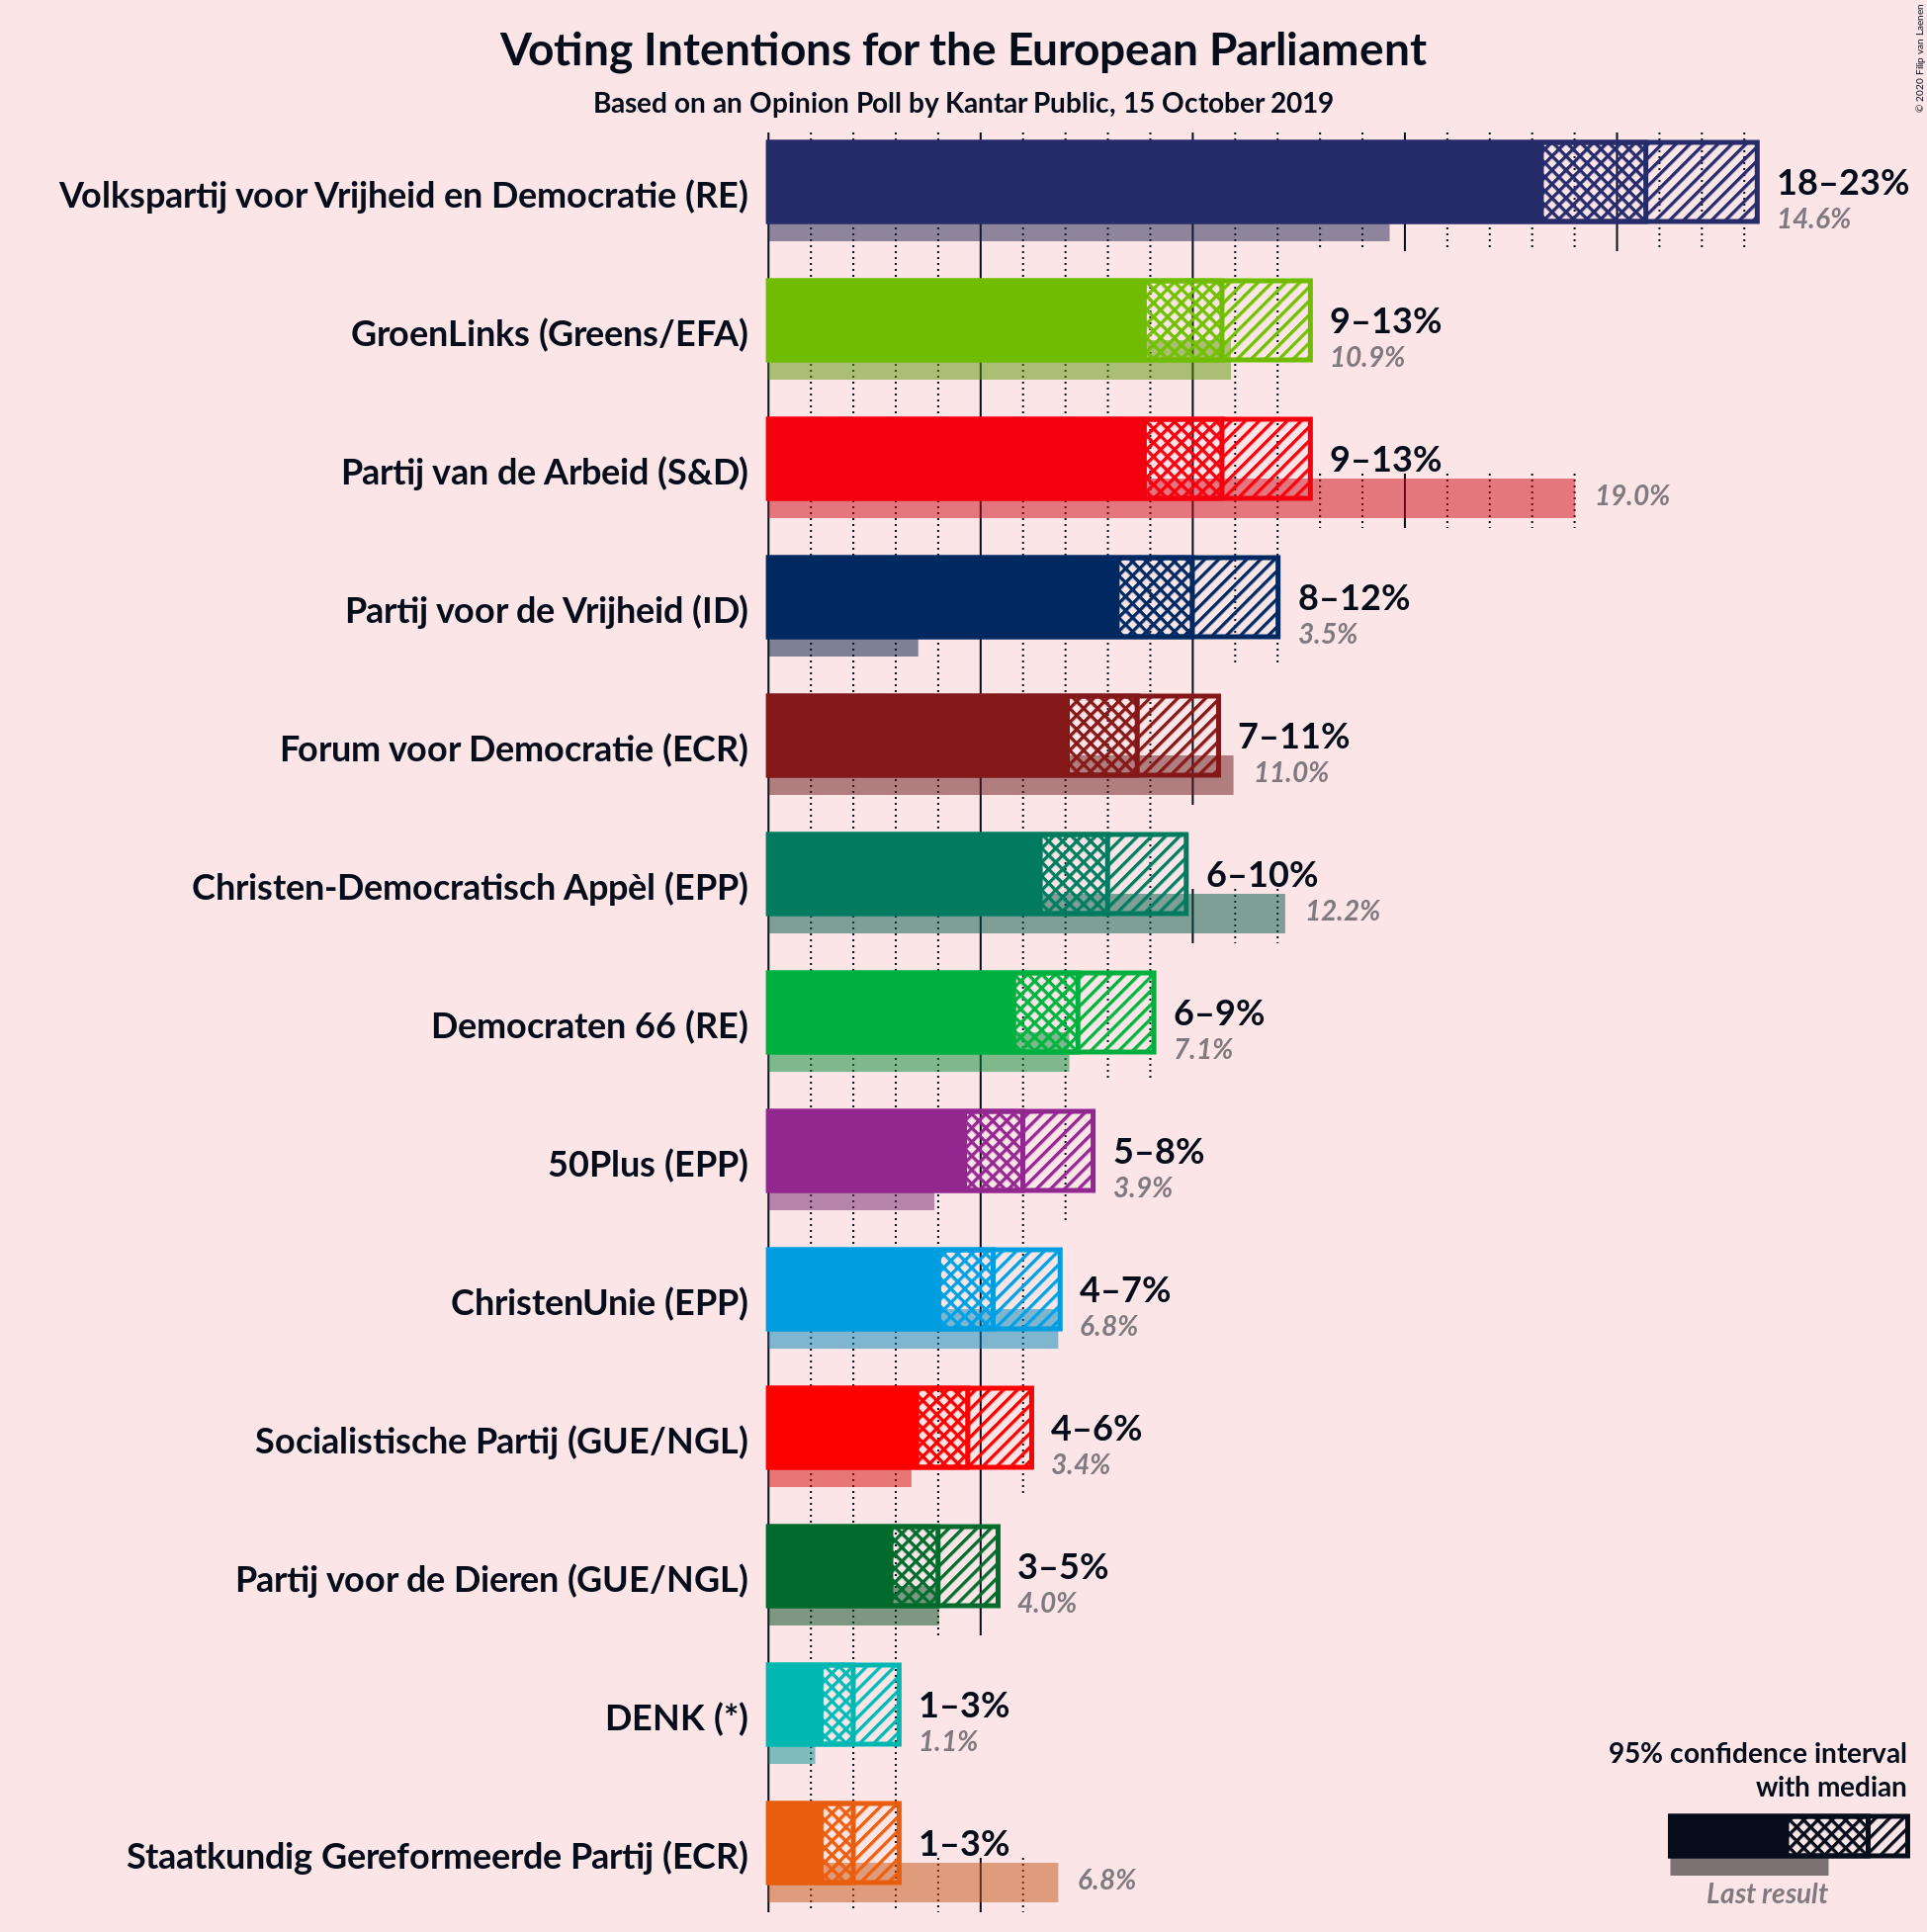 Voting Intentions for the European Parliament
Based on an Opinion Poll by Kantar Public, 15 October 2019
© 2020 Filip van Laenen
Volkspartij voor Vrijheid en Democratie (RE)
18–23%
14.6%
GroenLinks (Greens/EFA)
9–13%
10.9%
Partij van de Arbeid (S&D)
9–13%
19.0%
Partij voor de Vrijheid (ID)
8–12%
3.5%
Forum voor Democratie (ECR)
7–11%
11.0%
Christen-Democratisch Appèl (EPP)
6–10%
12.2%
Democraten 66 (RE)
6–9%
7.1%
50Plus (EPP)
5–8%
3.9%
ChristenUnie (EPP)
4–7%
6.8%
Socialistische Partij (GUE/NGL)
4–6%
3.4%
Partij voor de Dieren (GUE/NGL)
3–5%
4.0%
DENK (*)
1–3%
1.1%
Staatkundig Gereformeerde Partij (ECR)
1–3%
6.8%
95% confidence interval
with median
Last result